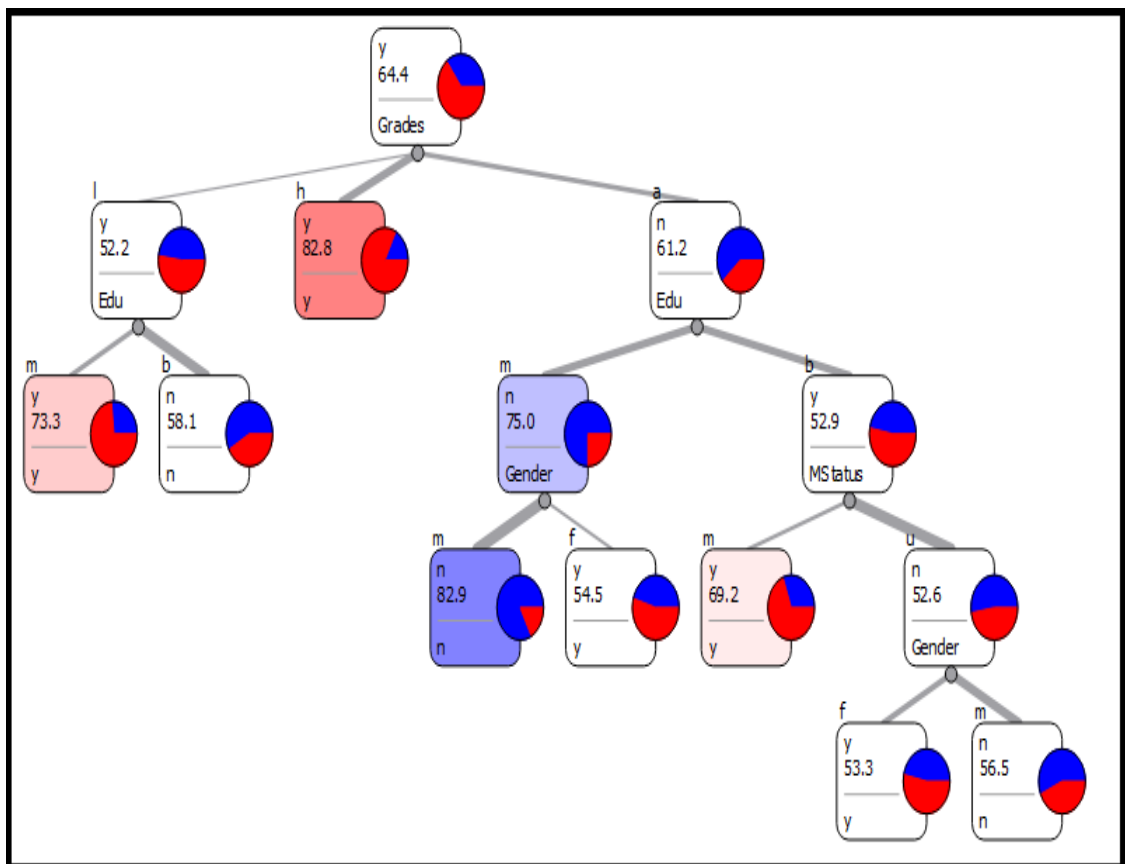 y
64.4
Grades
l
y
52.2
Edu
h
y
82.8
y
a
n
61.2
Edu
m
y
73.3
y
b
n
58.1
n
m
n
75.0
Gender
b
y
52.9
MStatus
m
n
82.9
n
f
y
54.5
y
m
y
69.2
y
u
n
52.6
Gender
f
y
53.3
y
m
n
56.5
n